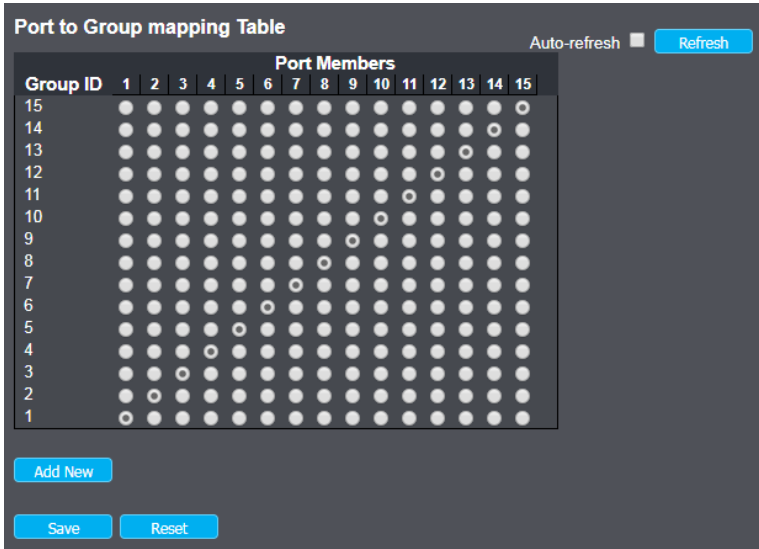 Port to Group mapping Table
Auto-refresh Refresh
Port Members
Group ID 1 2 3 4 5 6 7 8 9 10 11 12 13 14 15
15
14
13
12
11
10
9
8
7
6
5
4
3
2
1
Add New
Save Reset